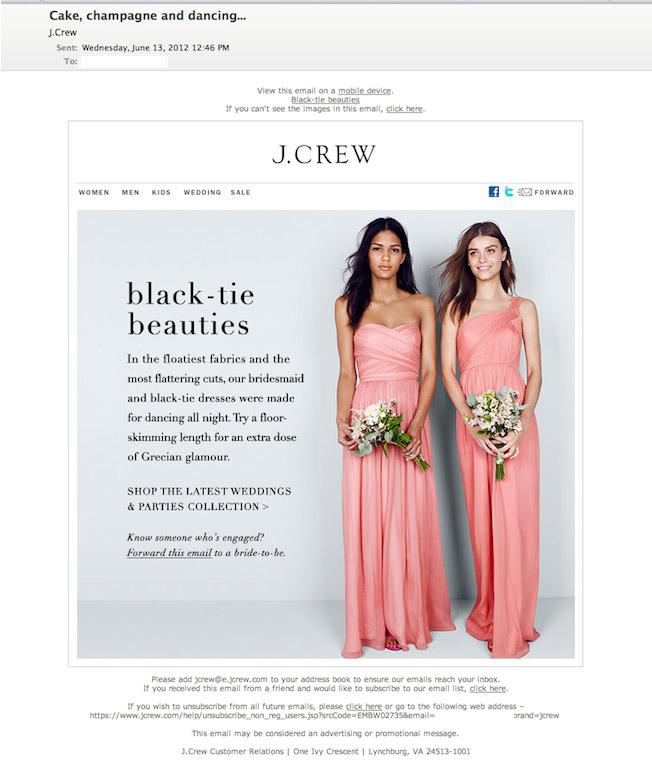 Cake, champagne and dancing...
J.Crew
Sent: Wednesday, June 13, 2012 12:46 PM
To:
View this email on a mobile device.
Black-tie beauties
If you can't see the images in this email, click here.
J.CREW
WOMEN MEN KIDS WEDDING SALE f t FORWARD
black-tie
beauties
In the floatiest fabrics and the
most flattering cuts, our bridesmaid
and black-tie dresses were made
for dancing all night. Try a floor-
skimming length for an extra dose
of Grecian glamour.
SHOP THE LATEST WEDDINGS
& PARTIES COLLECTION >
Know someone who's engaged?
Forward this email to a bride-to-be.
Please add jcrew@e.jcrew.com to your address book to ensure our emails reach your inbox.
If you received this email from a friend and would like to subscribe to our email list, click here.
If you wish to unsubscribe from all future emails, please click here or go to the following web address –
https://www.jcrew.com/help/unsubscribe_non_reg_users.jsp?srcCode=EMBW02735&email= brand=jcrew
This email may be considered an advertising or promotional message.
J.Crew Customer Relations | One Ivy Crescent | Lynchburg, VA 24513-1001